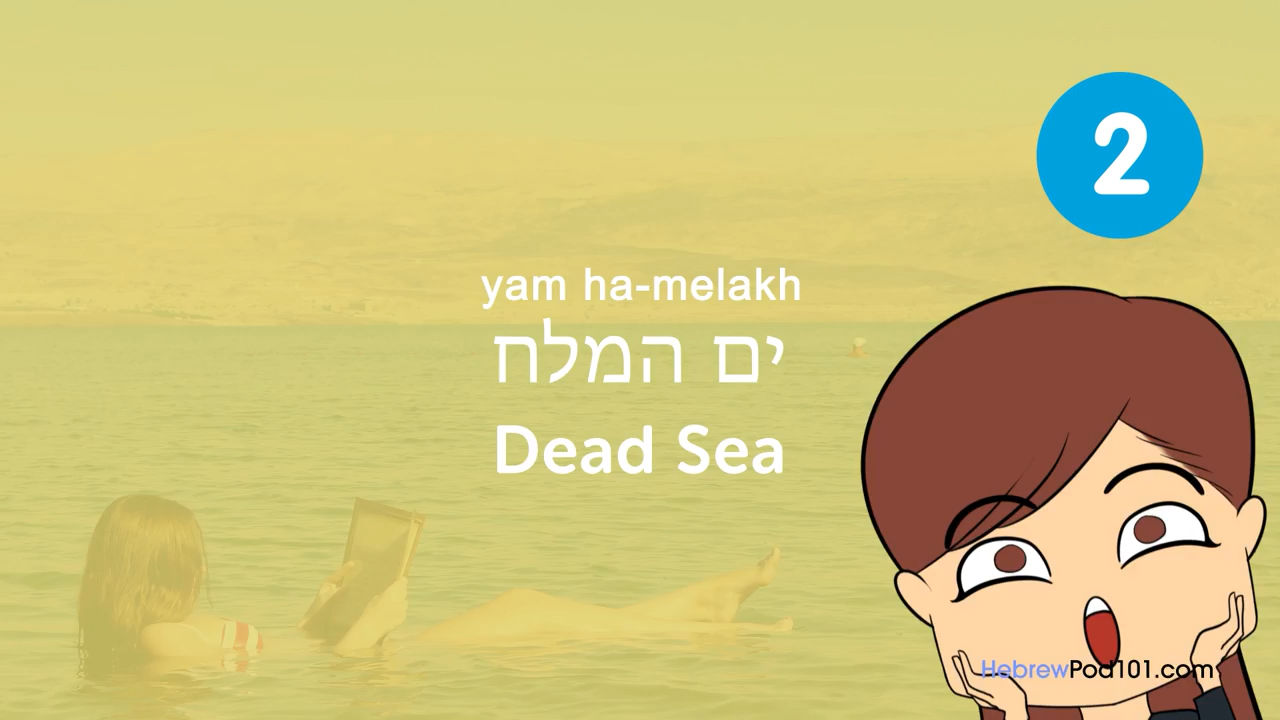 2
yam ha-melakh
ים המלח
Dead Sea
HebrewPod101.com